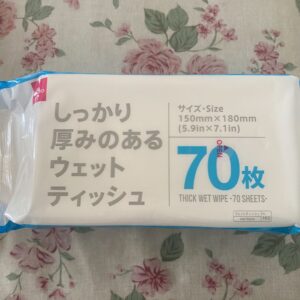 しっかり
厚みのある
ウェット
ティッシュ
サイズ・Size
150mm×180mm
(5.9in×7.1in)
70枚
OPEN
THICK WET WIPE・70 SHEETS・